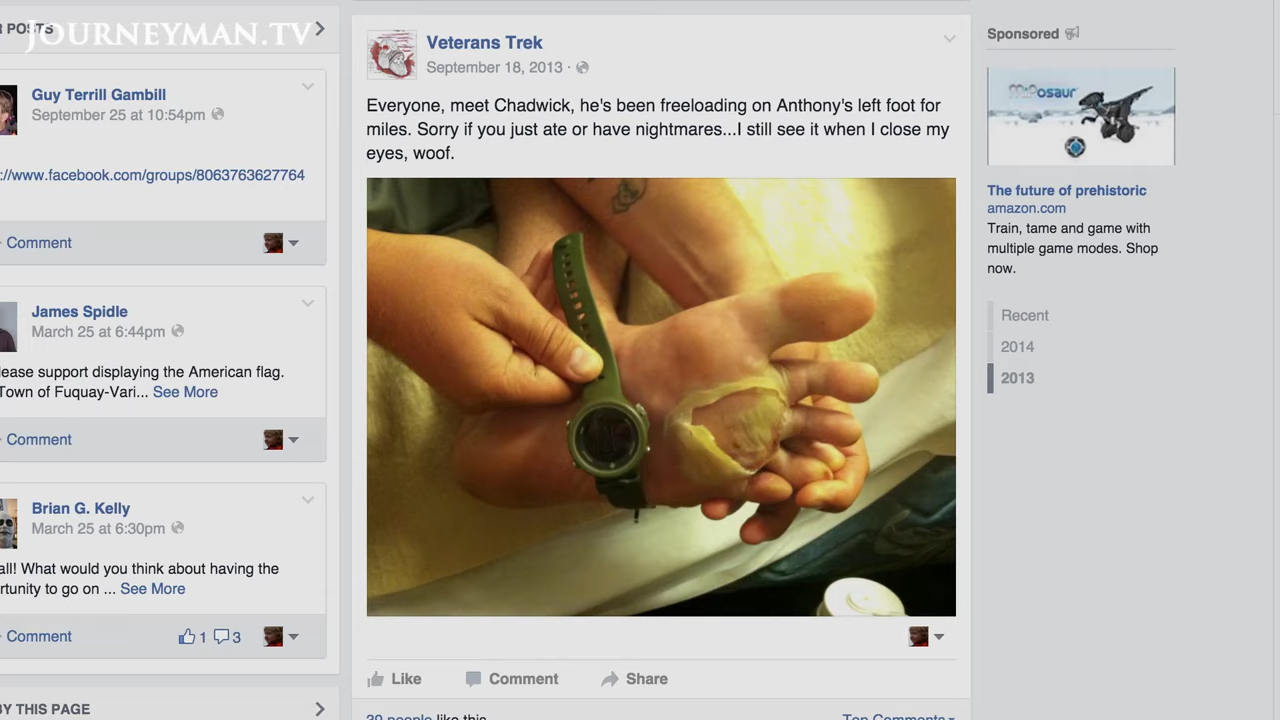 R POSTS
JOURNEYMAN.TV
Guy Terrill Gambill
September 25 at 10:54pm
://www.facebook.com/groups/8063763627764
Comment
James Spidle
March 25 at 6:44pm
lease support displaying the American flag.
Town of Fuquay-Vari... See More
Comment
Brian G. Kelly
March 25 at 6:30pm
all! What would you think about having the
rtunity to go on ... See More
Comment 1 3
BY THIS PAGE
Veterans Trek
September 18, 2013 ·
Everyone, meet Chadwick, he's been freeloading on Anthony's left foot for
miles. Sorry if you just ate or have nightmares...I still see it when I close my
eyes, woof.
Like Comment Share
39 people like this.
Top Comments
Sponsored
MiPosaur
The future of prehistoric
amazon.com
Train, tame and game with
multiple game modes. Shop
now.
Recent
2014
2013